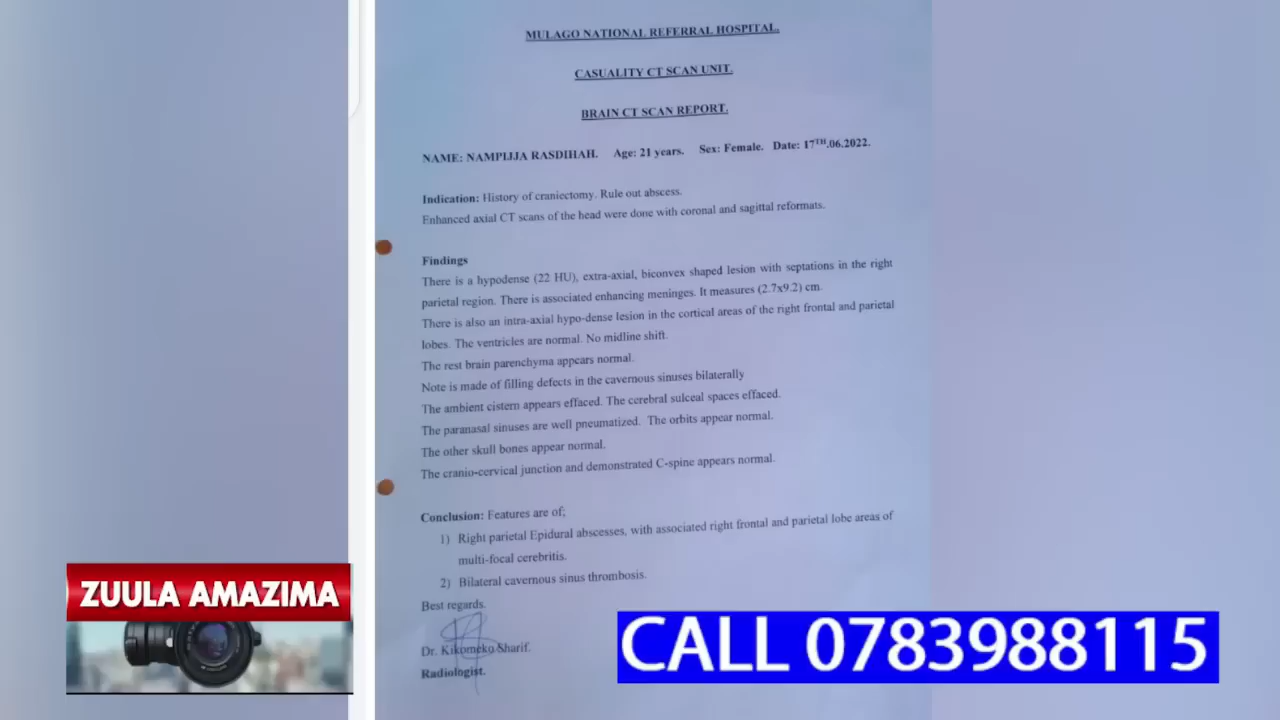 MULAGO NATIONAL REFERRAL HOSPITAL.
CASUALITY CT SCAN UNIT.
BRAIN CT SCAN REPORT.
NAME: NAMPIJJA RASDIHAH. Age: 21 years. Sex: Female. Date: 17TH.06.2022.
Indication: History of craniectomy. Rule out abscess.
Enhanced axial CT scans of the head were done with coronal and sagittal reformats.
Findings
There is a hypodense (22 HU), extra-axial, biconvex shaped lesion with septations in the right
parietal region. There is associated enhancing meninges. It measures (2.7x9.2) cm.
There is also an intra-axial hypo-dense lesion in the cortical areas of the right frontal and parietal
lobes. The ventricles are normal. No midline shift.
The rest brain parenchyma appears normal.
Note is made of filling defects in the cavernous sinuses bilaterally
The ambient cistern appears effaced. The cerebral sulceal spaces effaced.
The paranasal sinuses are well pneumatized. The orbits appear normal.
The other skull bones appear normal.
The cranio-cervical junction and demonstrated C-spine appears normal.
Conclusion: Features are of;
1) Right parietal Epidural abscesses, with associated right frontal and parietal lobe areas of
multi-focal cerebritis.
2) Bilateral cavernous sinus thrombosis.
Best regards.
Dr. Kikomeko Sharif.
Radiologist.
ZUULA AMAZIMA
CALL 0783988115